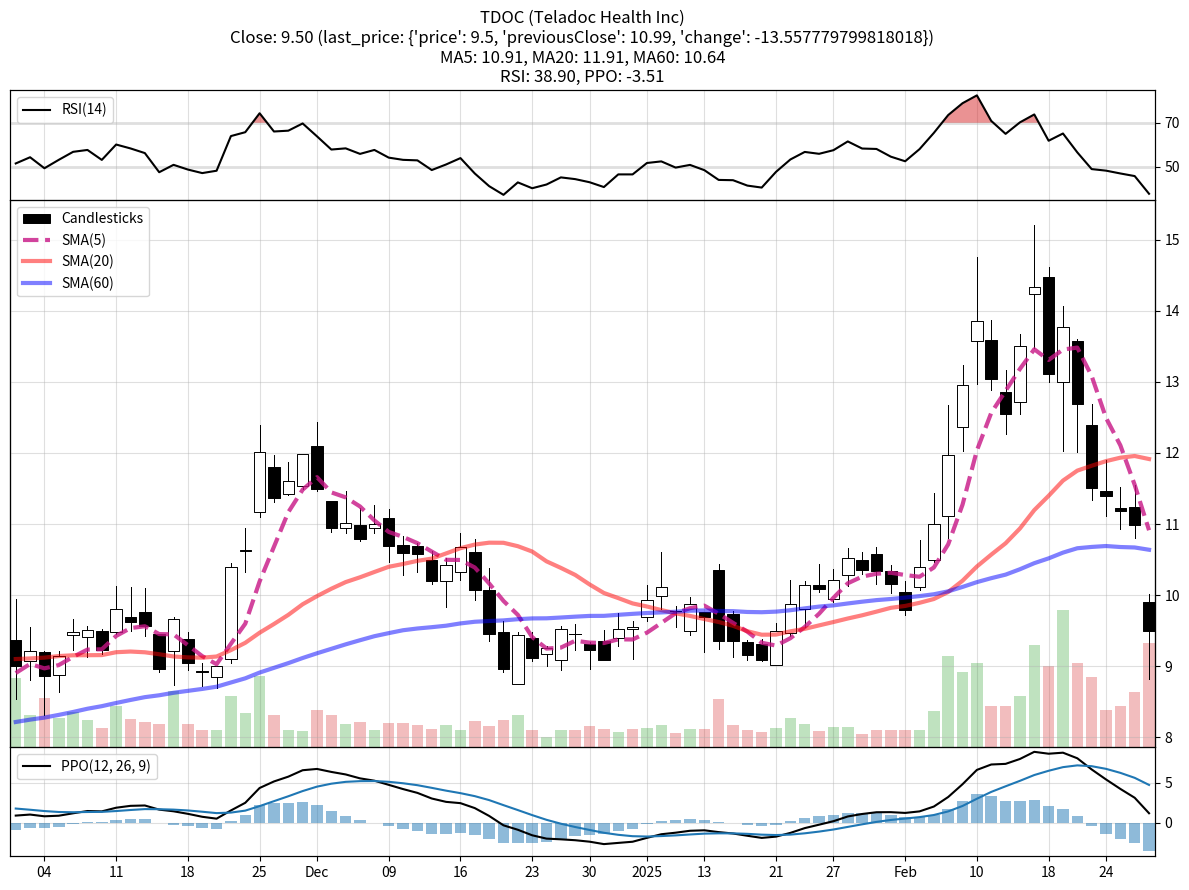 TDOC (Teladoc Health Inc)
Close: 9.50 (last_price: {'price': 9.5, 'previousClose': 10.99, 'change': -13.557779799818018})
MA5: 10.91, MA20: 11.91, MA60: 10.64
RSI: 38.90, PPO: -3.51
RSI(14)
70
50
Candlesticks
SMA(5)
SMA(20)
SMA(60)
15
14
13
12
11
10
9
8
PPO(12, 26, 9)
5
0
04 11 18 25 Dec 09 16 23 30 2025 13 21 27 Feb 10 18 24